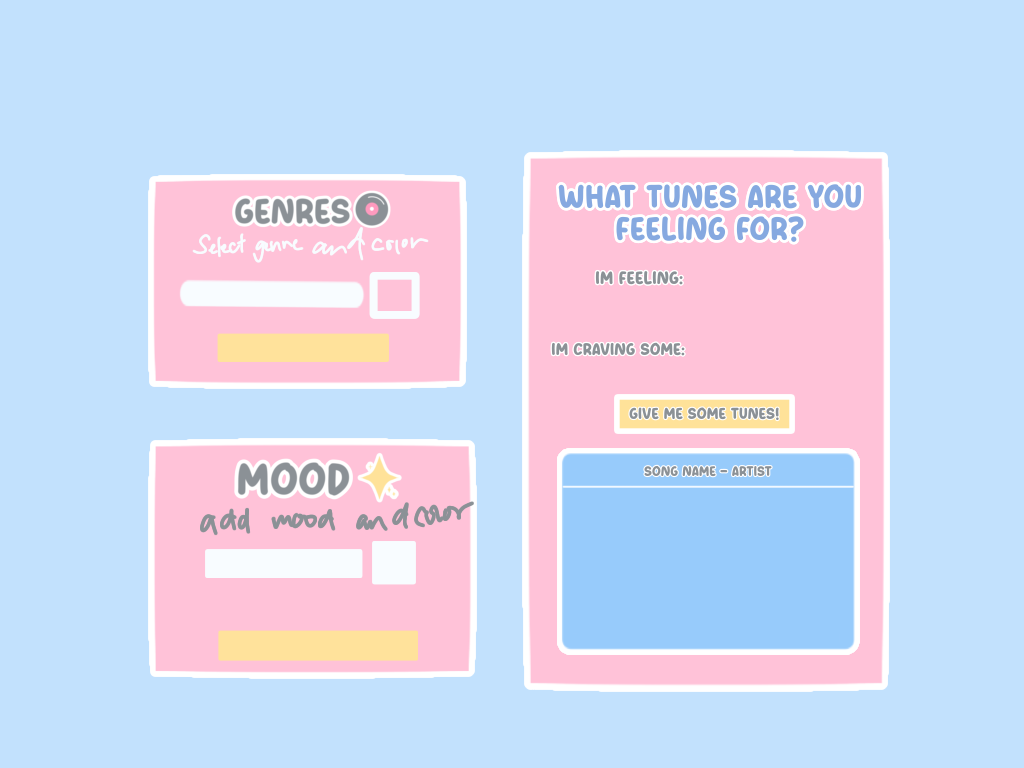 GENRES
Select genre and color
MOOD
add mood and color
WHAT TUNES ARE YOU
FEELING FOR?
IM FEELING:
IM CRAVING SOME:
GIVE ME SOME TUNES!
SONG NAME - ARTIST